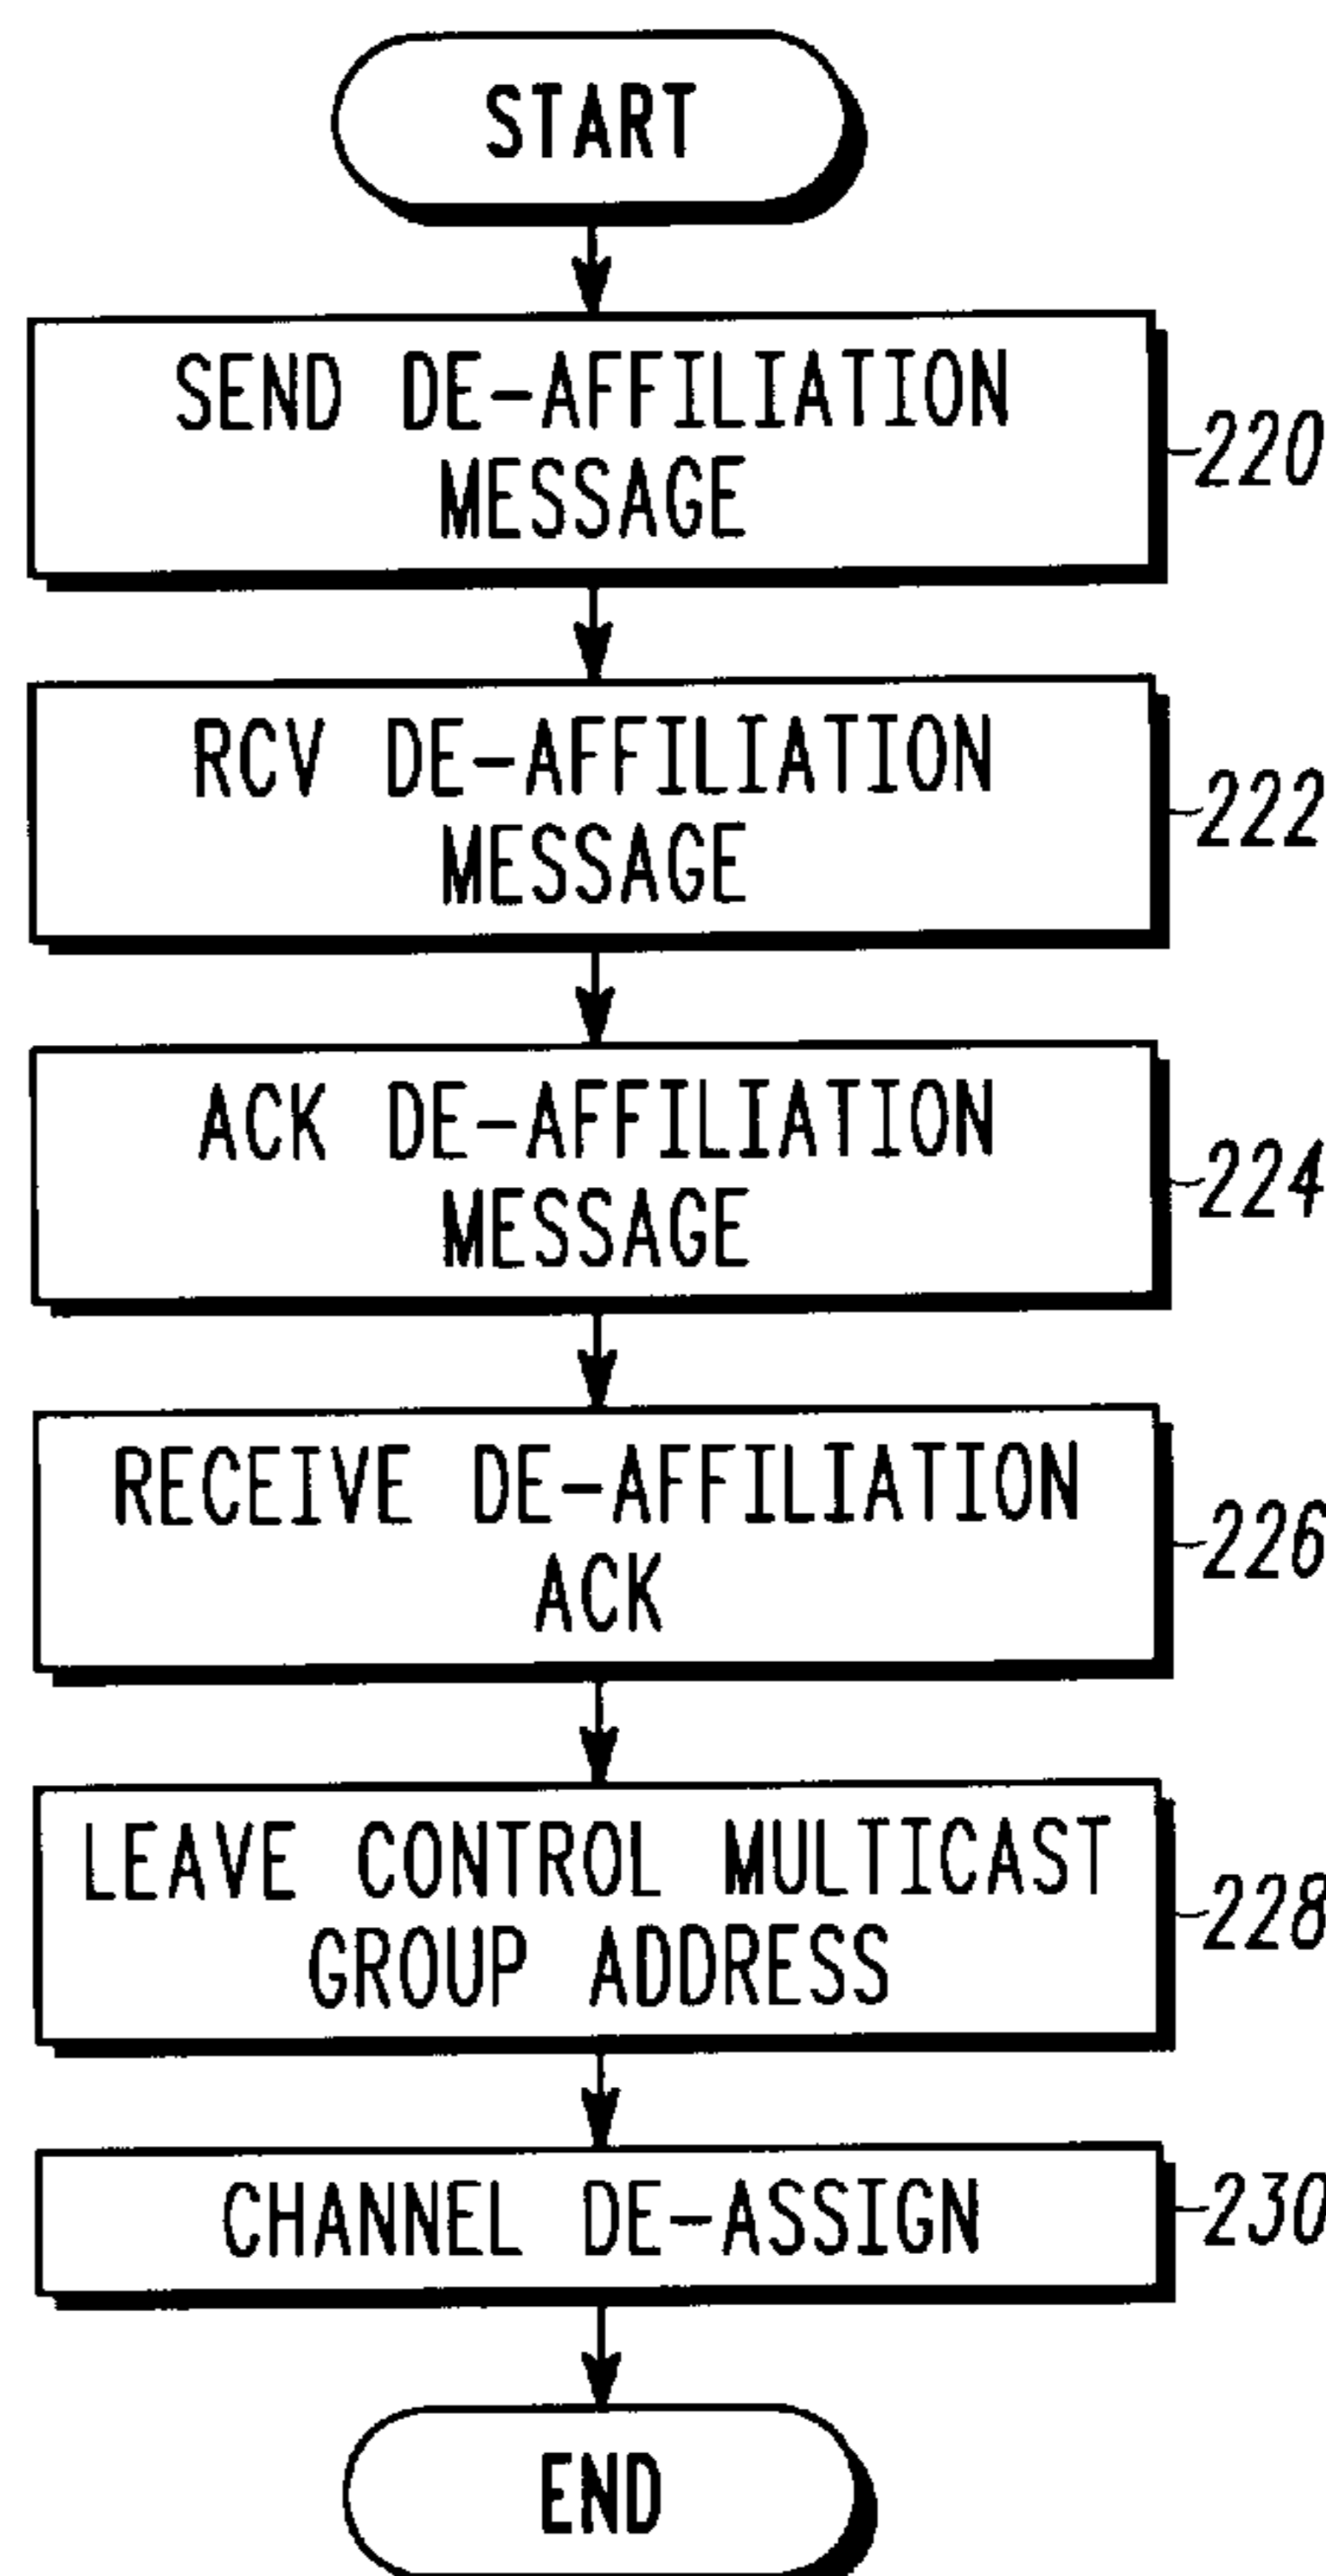 START
SEND DE-AFFILIATION
MESSAGE
220
RCV DE-AFFILIATION
MESSAGE
222
ACK DE-AFFILIATION
MESSAGE
224
RECEIVE DE-AFFILIATION
ACK
226
LEAVE CONTROL MULTICAST
GROUP ADDRESS
228
CHANNEL DE-ASSIGN
230
END